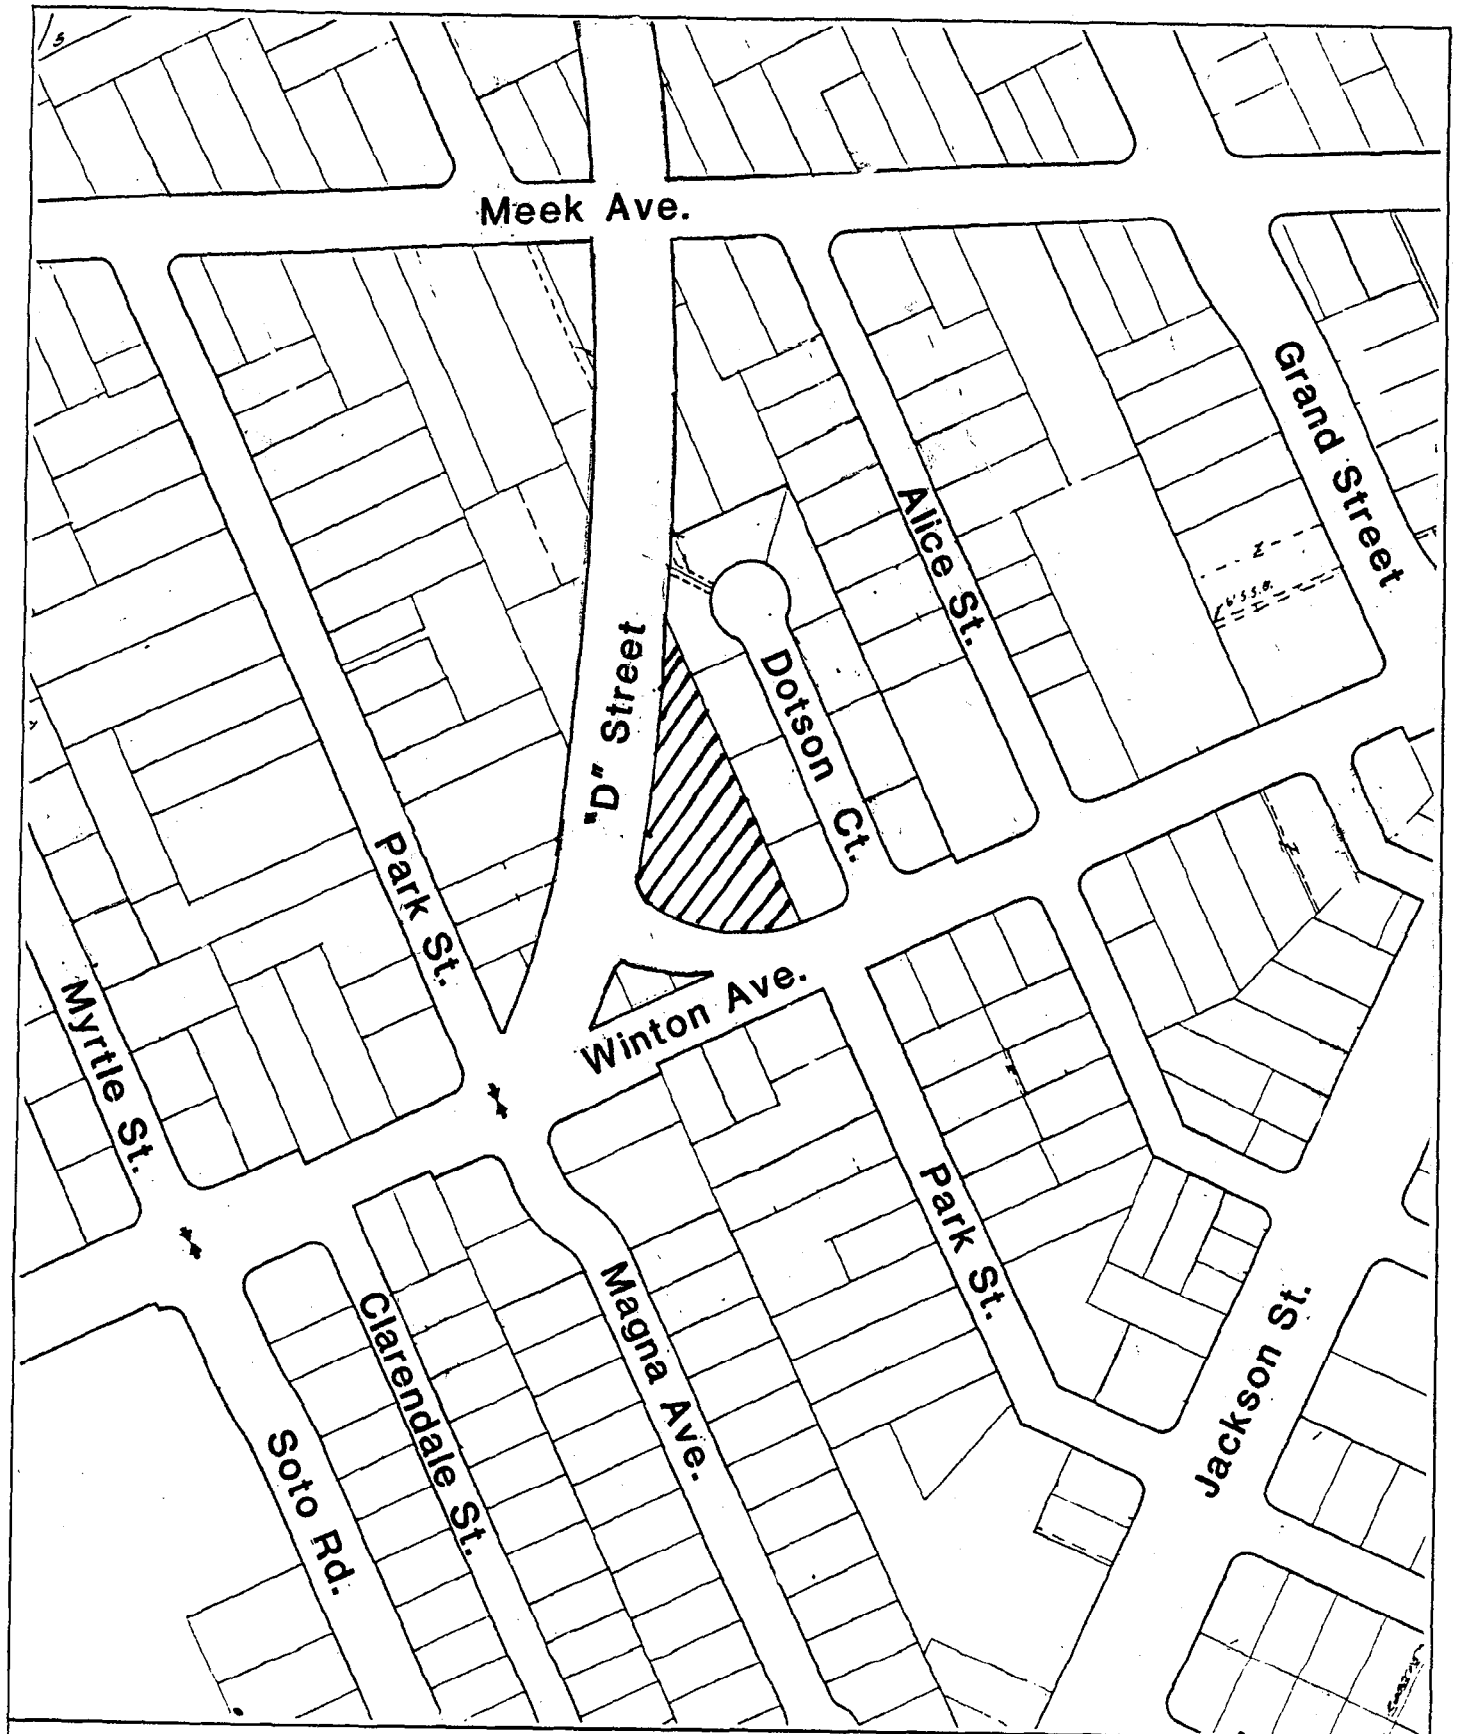 Meek Ave.
Grand Street
Alice St.
6' S.S.E.
"D" Street
Dotson Ct.
Park St.
Myrtle St.
Winton Ave.
Park St.
Magna Ave.
Clarendale St.
Jackson St.
Soto Rd.